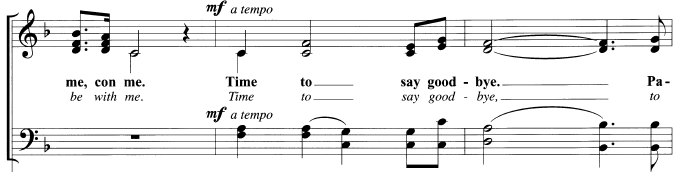 mf a tempo
me, con me. Time to say good - bye. Pa -
be with me. Time to say good - bye, to
mf a tempo